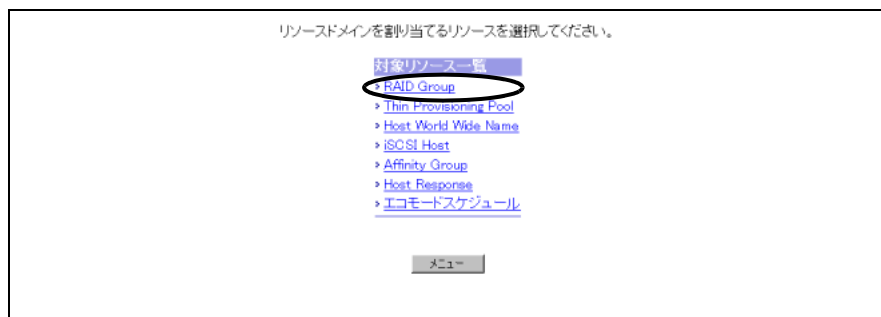 リソースドメインを割り当てるリソースを選択してください。
対象リソース一覧
RAID Group
Thin Provisioning Pool
Host World Wide Name
iSCSI Host
Affinity Group
Host Response
エコモードスケジュール
メニュー